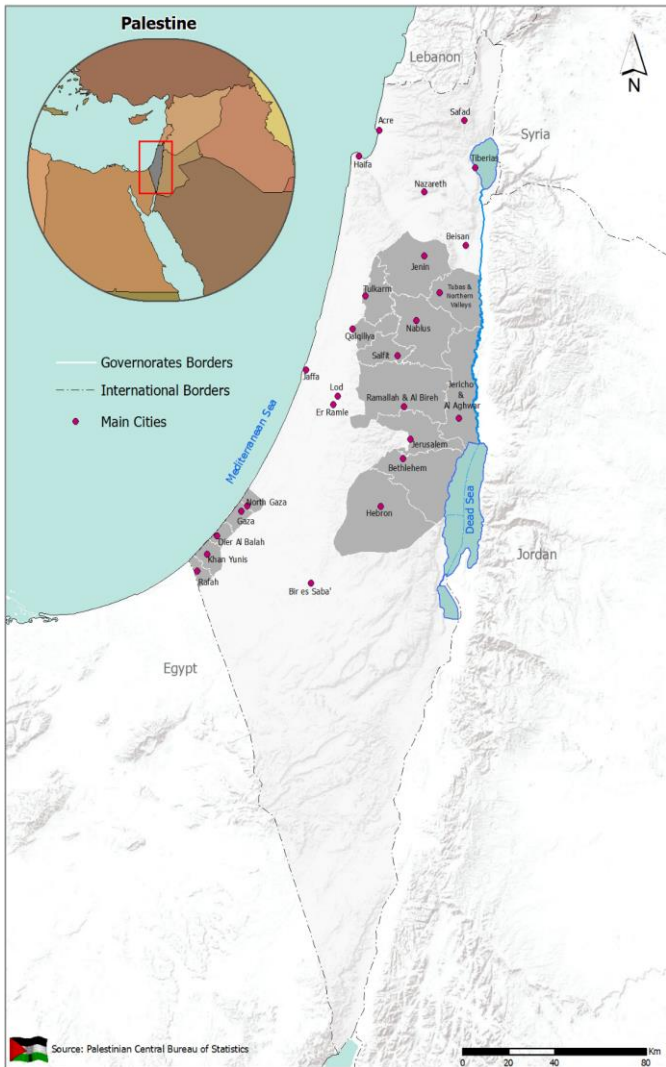 Palestine
Lebanon
N
Safad
Acre
Syria
Haifa
Tiberias
Nazareth
Beisan
Jenin
Tulkarm
Tubas &
Northern
Valleys
Nablus
Qalqiliya
Salfit
Governorates Borders
International Borders
Main Cities
Jaffa
Lod
Er Ramle
Ramallah & Al Bireh
Jericho
&
Al Aghwar
Jerusalem
Bethlehem
Mediterranean Sea
North Gaza
Gaza
Hebron
Dead Sea
Dier Al Balah
Khan Yunis
Rafah
Bir es Saba'
Jordan
Egypt
Source: Palestinian Central Bureau of Statistics
Km
0 20 40 80